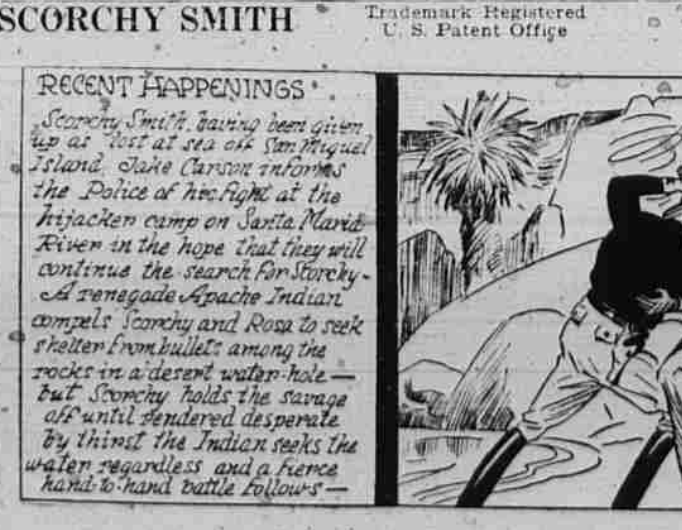 SCORCHY SMITH
Trademark Registered
U. S. Patent Office
RECENT HAPPENINGS
Scorchy Smith, having been given
up as lost at sea off San Miguel
Island, Jake Carson informs
the Police of his fight at the
hijacker camp on Santa Maria
River in the hope that they will
continue the search for Scorchy-
A renegade Apache Indian
compels Scorchy and Rosa to seek
shelter from bullets among the
rocks in a desert water-hole —
but Scorchy holds the savage
off until rendered desperate
by thirst the Indian seeks the
water regardless and a fierce
hand-to-hand battle follows —